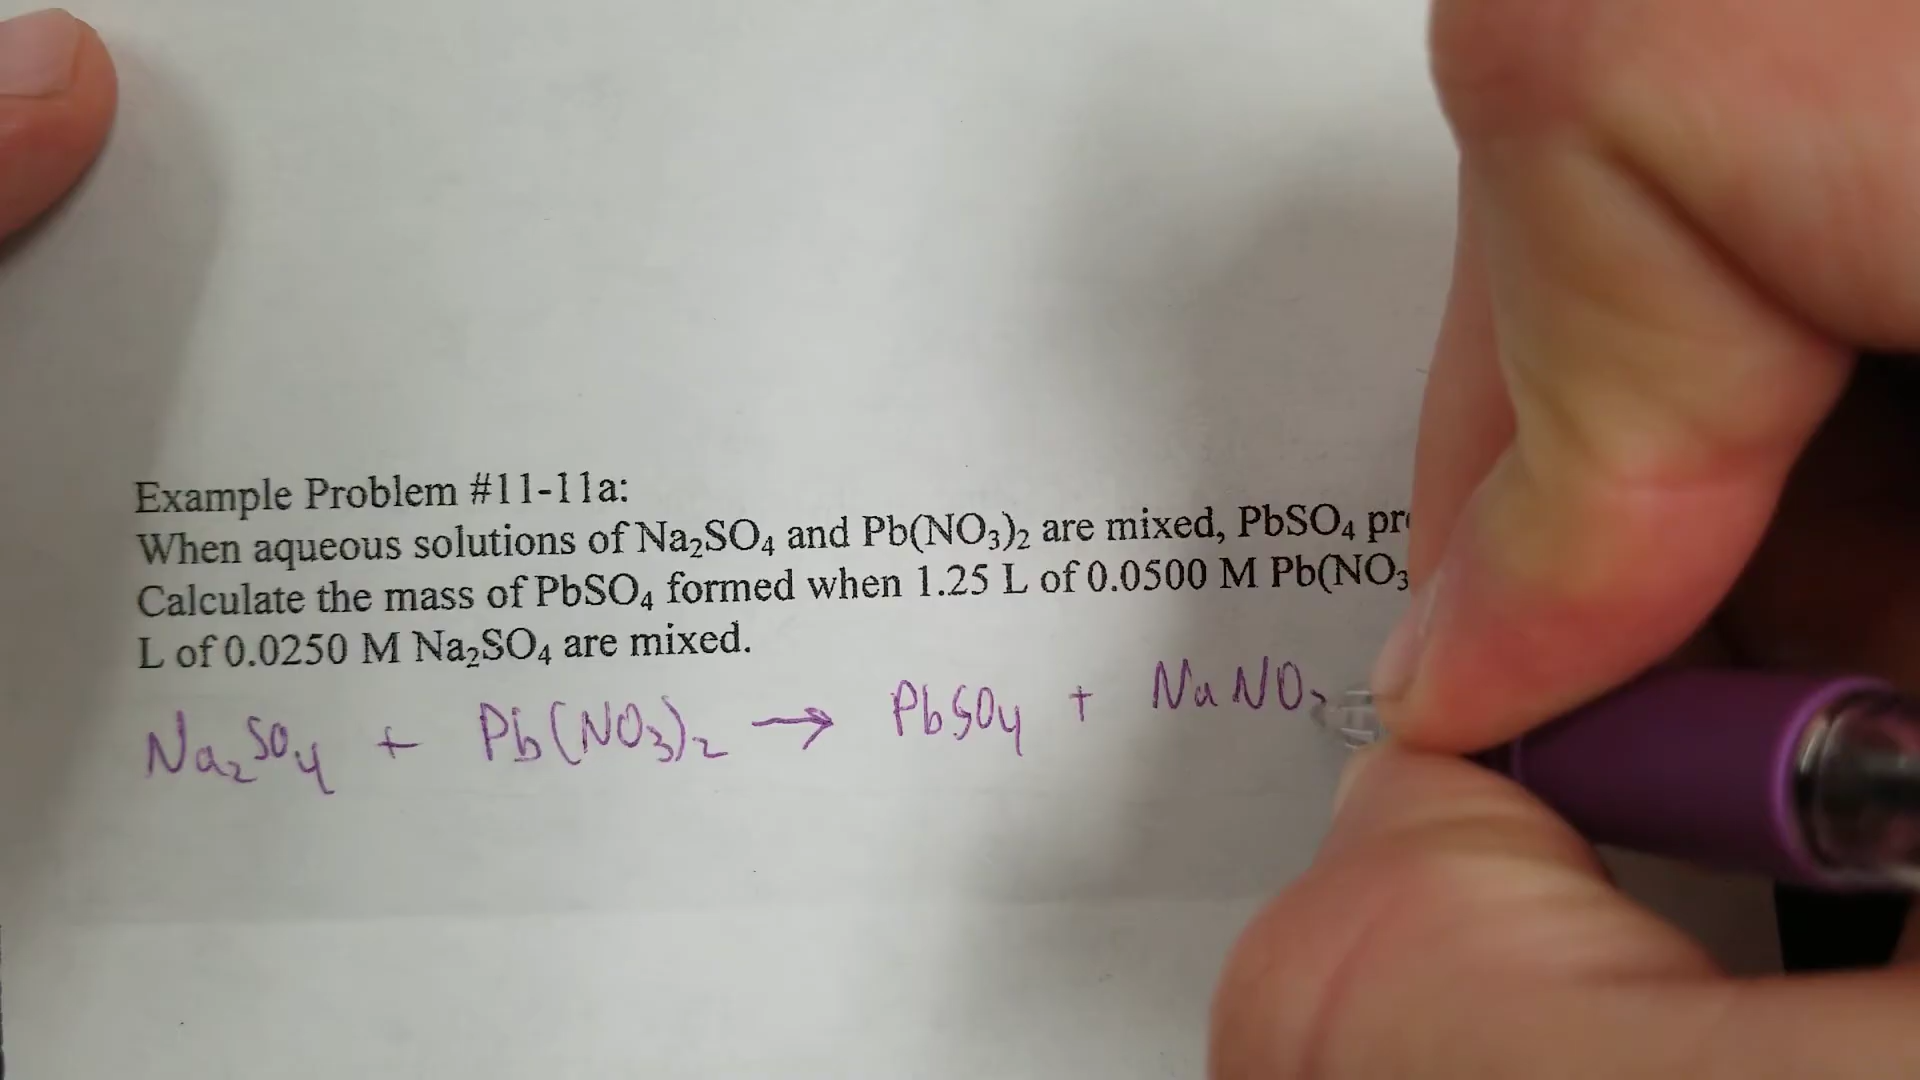 Example Problem #11-11a:
When aqueous solutions of Na₂SO₄ and Pb(NO₃)₂ are mixed, PbSO₄
Calculate the mass of PbSO₄ formed when 1.25 L of 0.0500 M Pb(NO₃
L of 0.0250 M Na₂SO₄ are mixed.
Na₂SO₄ + Pb(NO₃)₂ → PbSO₄ + NaNO